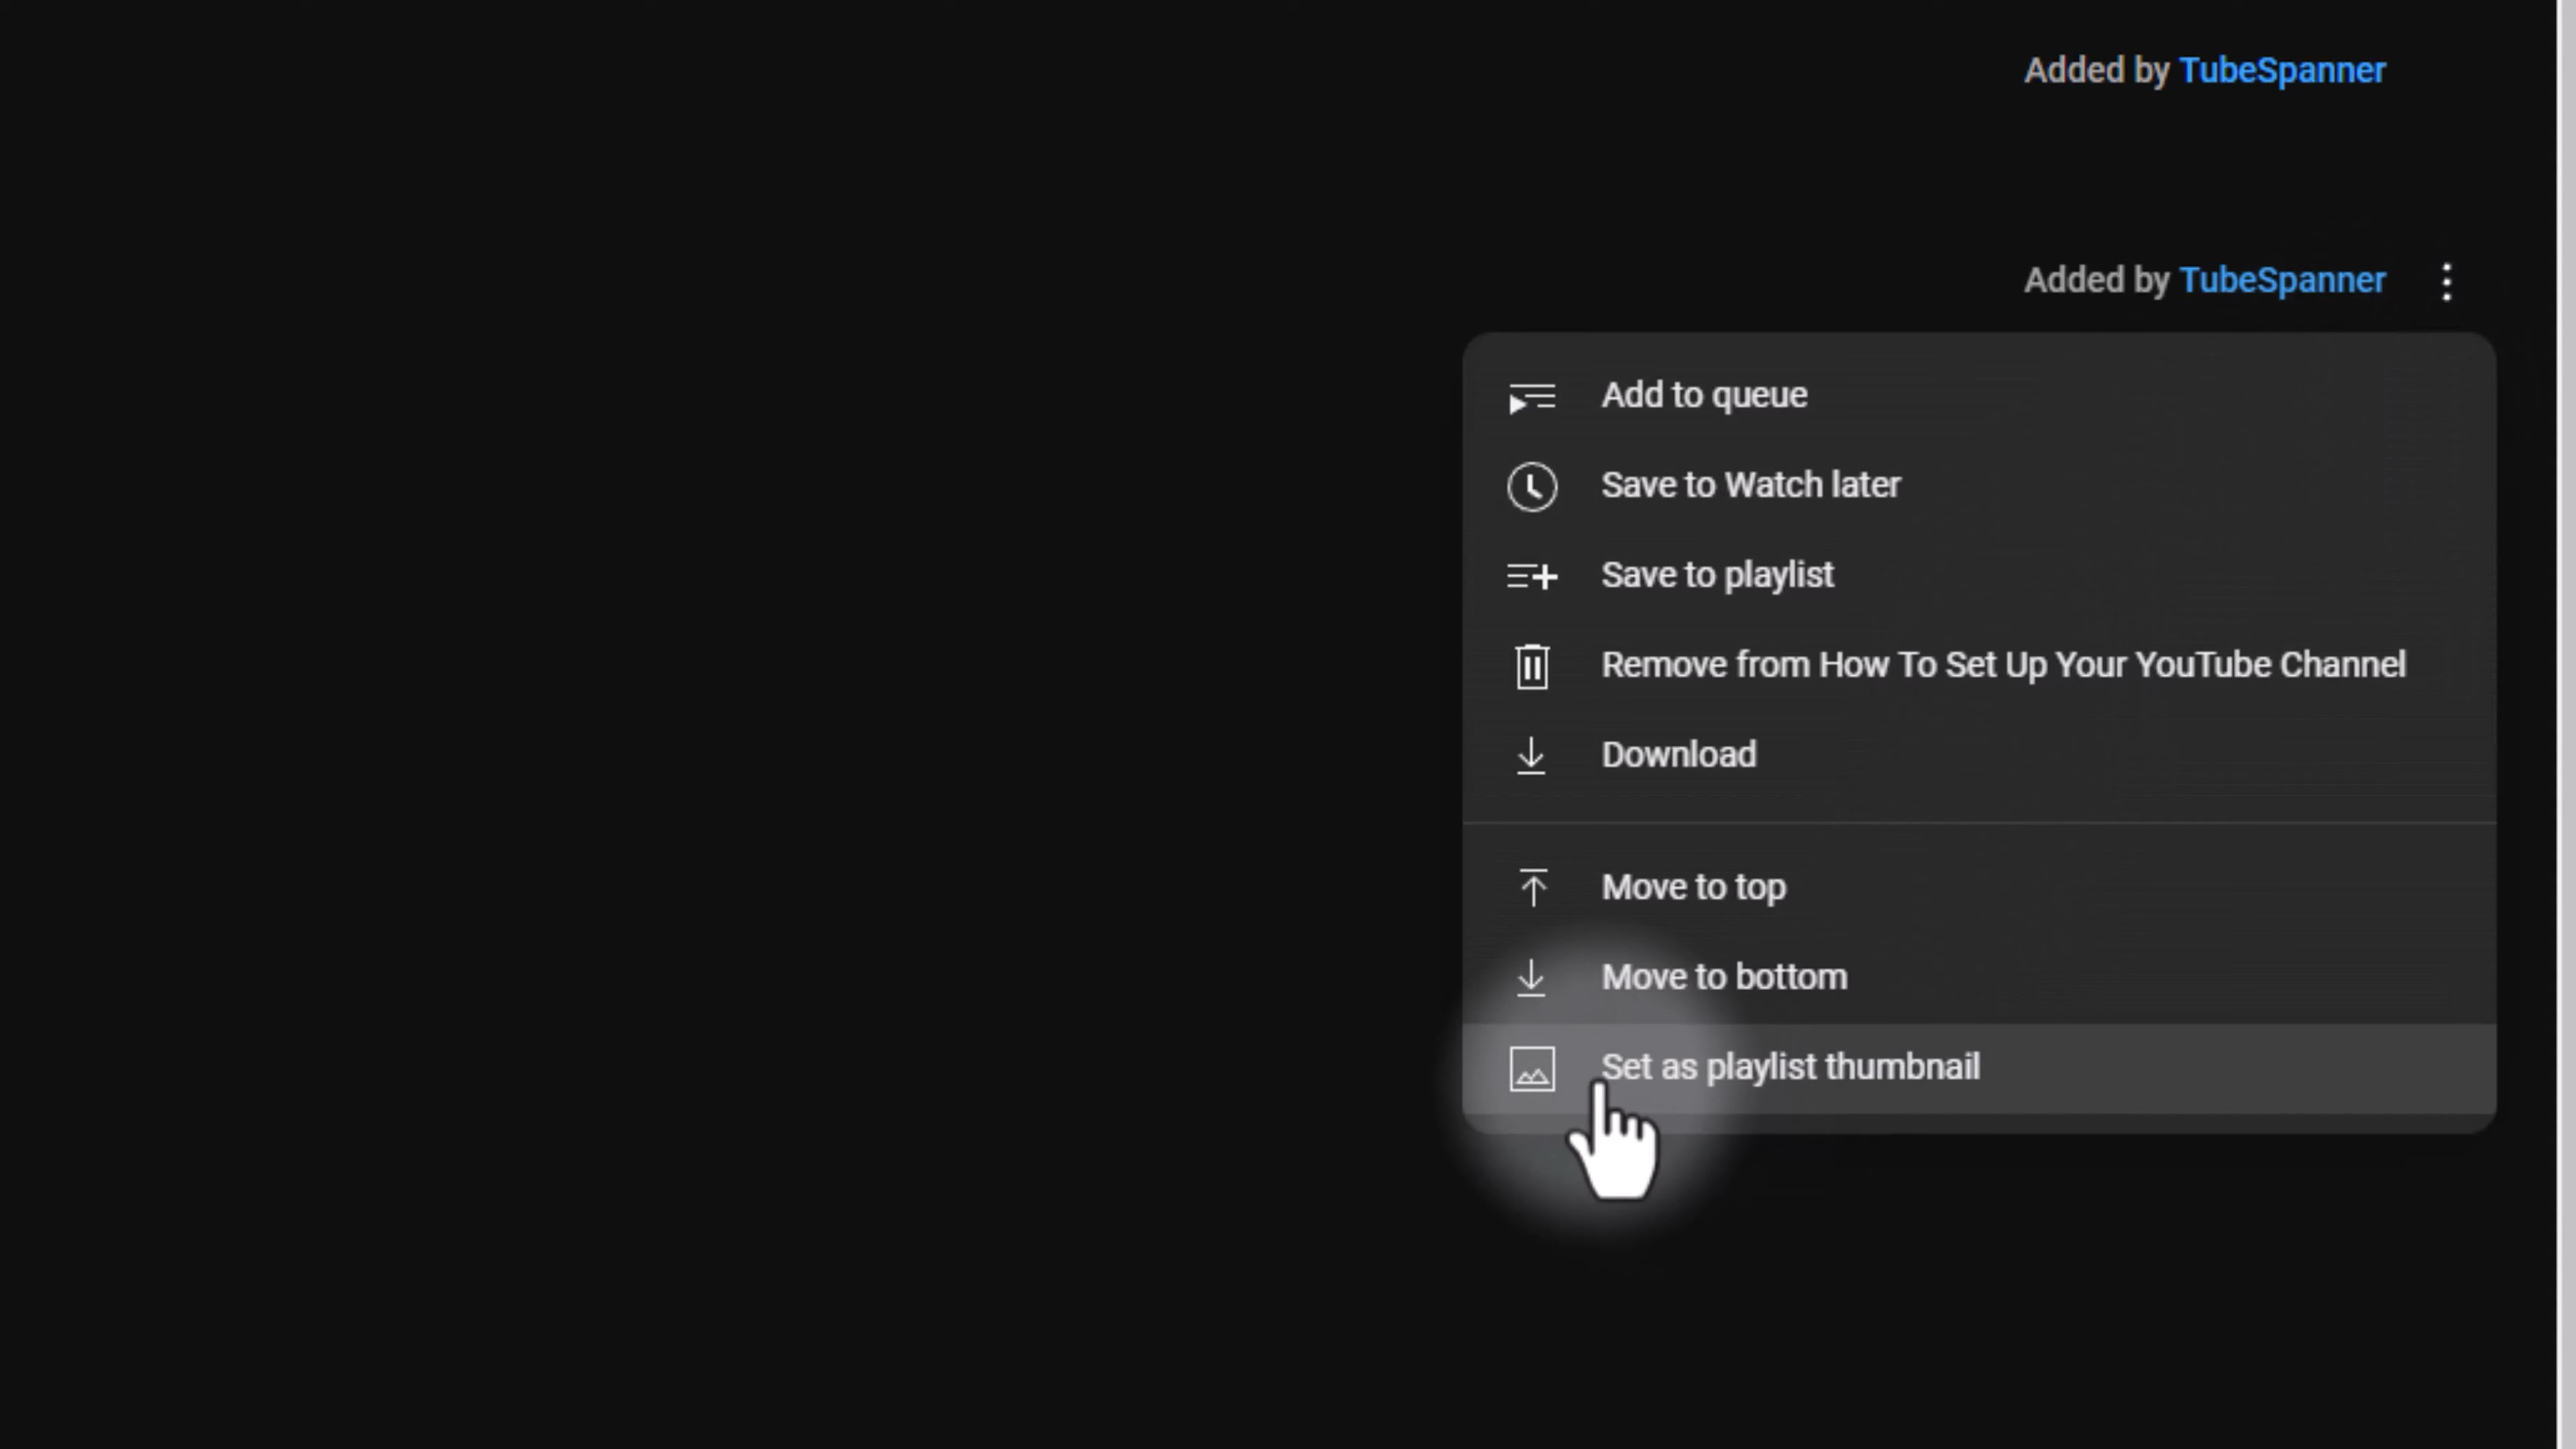 Added by TubeSpanner
Added by TubeSpanner
Add to queue
Save to Watch later
Save to playlist
Remove from How To Set Up Your YouTube Channel
Download
Move to top
Move to bottom
Set as playlist thumbnail